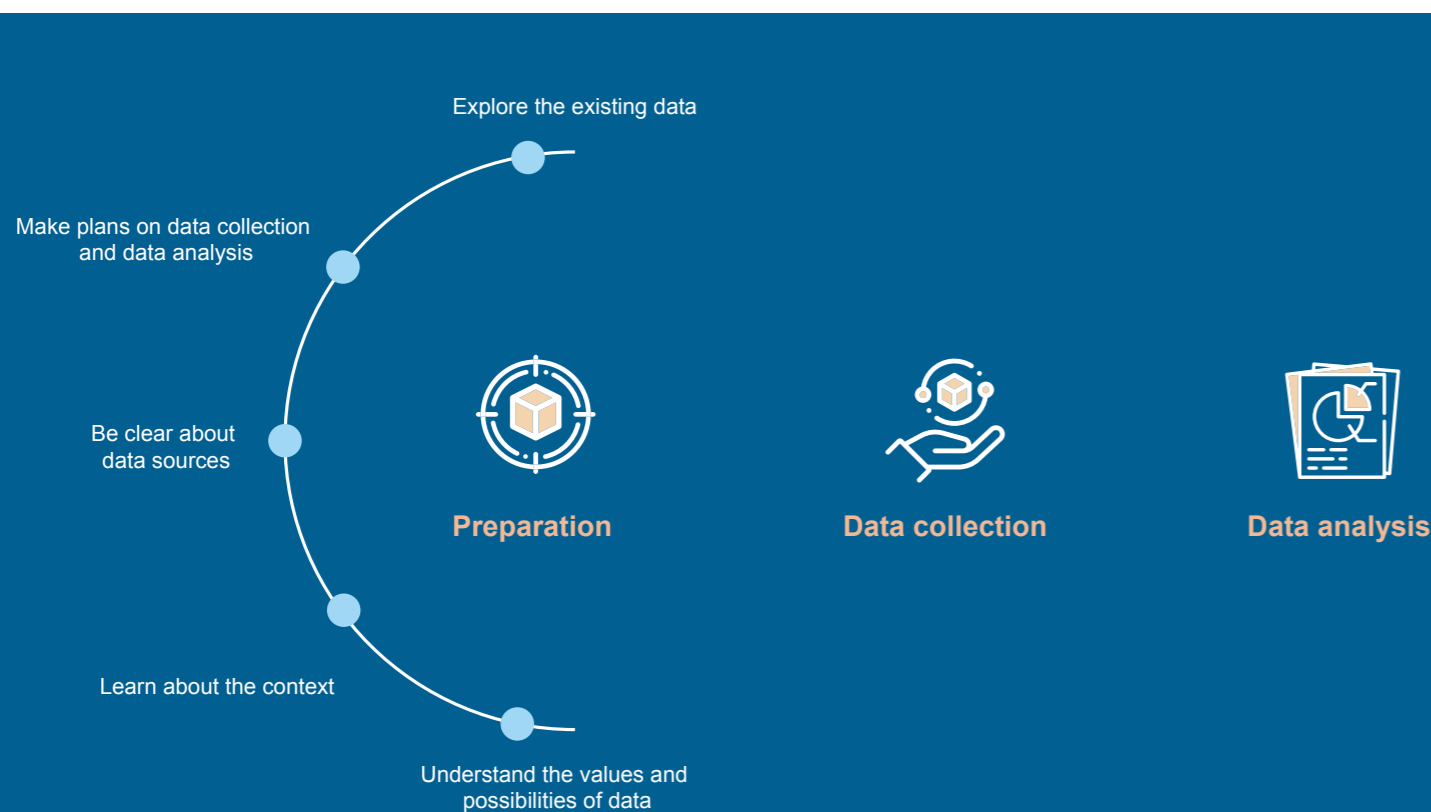 Explore the existing data
Make plans on data collection
and data analysis
Be clear about
data sources
Preparation
Data collection
Data analysis
Learn about the context
Understand the values and
possibilities of data